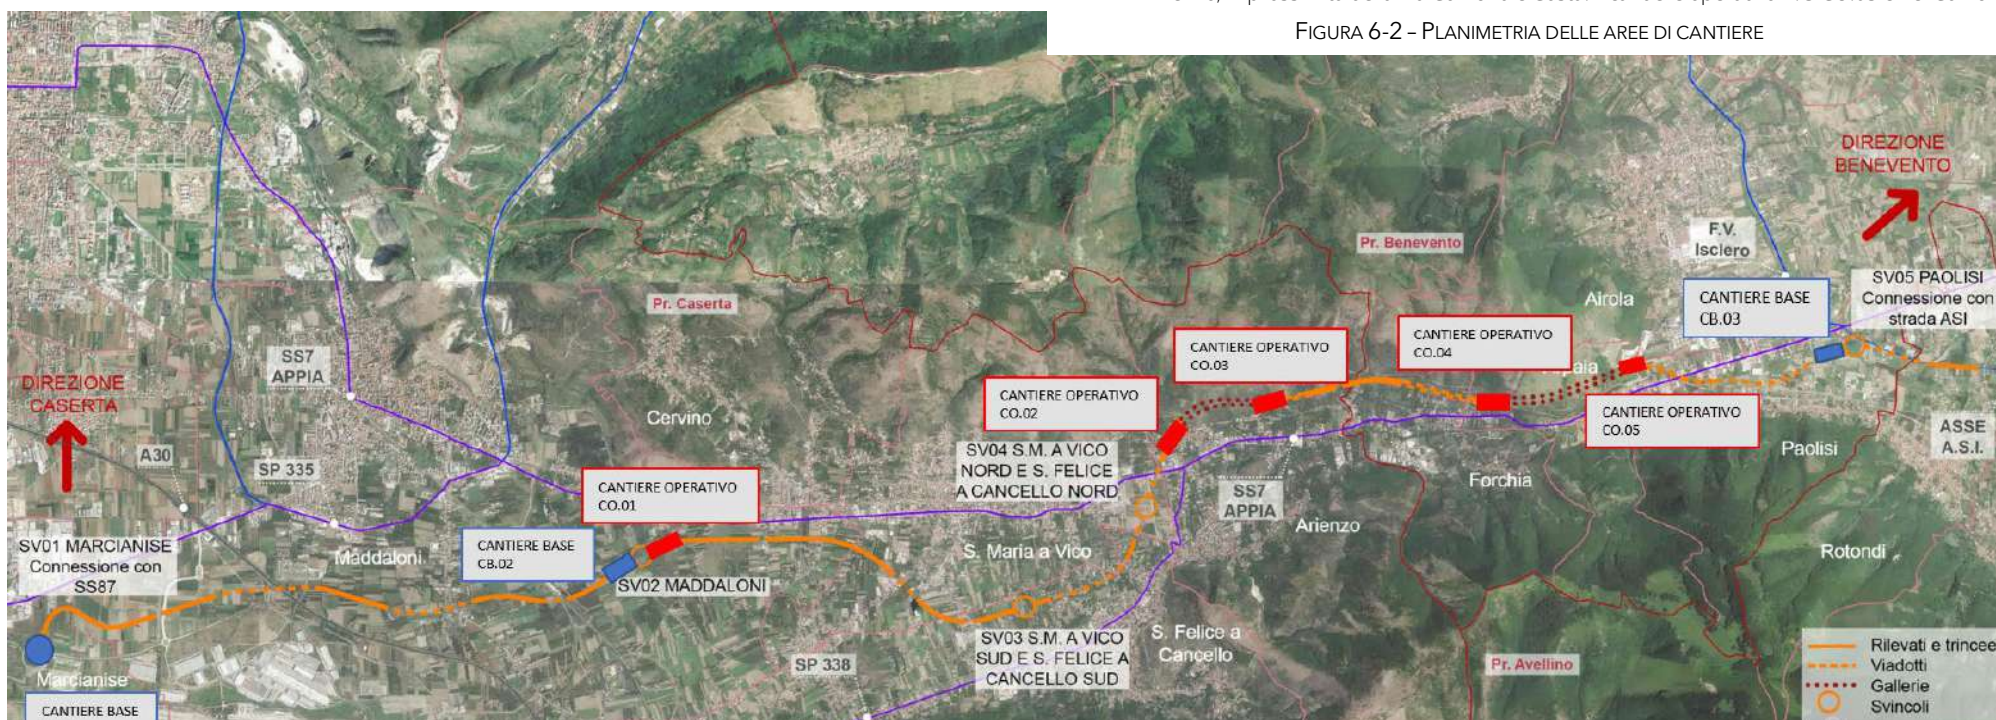 FIGURA 6-2 – PLANIMETRIA DELLE AREE DI CANTIERE
DIREZIONE
BENEVENTO
F.V.
Isclero
Pr. Benevento
Pr. Caserta
SV05 PAOLISI
Connessione con
strada ASI
CANTIERE BASE
CB.03
Airola
CANTIERE OPERATIVO
CO.04
CANTIERE OPERATIVO
CO.03
SS7
APPIA
DIREZIONE
CASERTA
CANTIERE OPERATIVO
CO.02
CANTIERE OPERATIVO
CO.05
Cervino
ASSE
A.S.I.
Paolisi
A30
SP 335
SV04 S.M. A VICO
NORD E S. FELICE
A CANCELLO NORD
Forchia
CANTIERE OPERATIVO
CO.01
SS7
APPIA
Arienzo
SV01 MARCIANISE
Connessione con
SS87
Maddaloni
CANTIERE BASE
CB.02
S. Maria a Vico
Rotondi
SV02 MADDALONI
SV03 S.M. A VICO
SUD E S. FELICE A
CANCELLO SUD
S. Felice a
Cancello
SP 338
Pr. Avellino
Marcianise
CANTIERE BASE
Rilevati e trincee
Viadotti
Gallerie
Svincoli